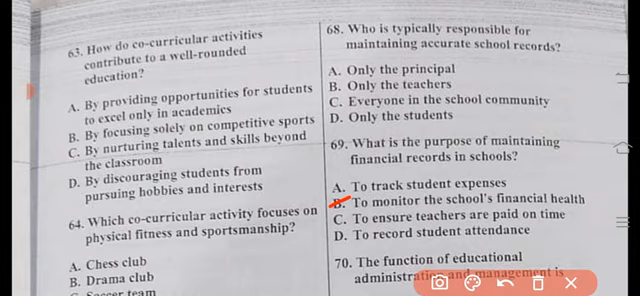 63. How do co-curricular activities
contribute to a well-rounded
education?
A. By providing opportunities for students
to excel only in academics
B. By focusing solely on competitive sports
C. By nurturing talents and skills beyond
the classroom
D. By discouraging students from
pursuing hobbies and interests
64. Which co-curricular activity focuses on
physical fitness and sportsmanship?
A. Chess club
B. Drama club
C. Soccer team
68. Who is typically responsible for
maintaining accurate school records?
A. Only the principal
B. Only the teachers
C. Everyone in the school community
D. Only the students
69. What is the purpose of maintaining
financial records in schools?
A. To track student expenses
B. To monitor the school's financial health
C. To ensure teachers are paid on time
D. To record student attendance
70. The function of educational
administration and management is